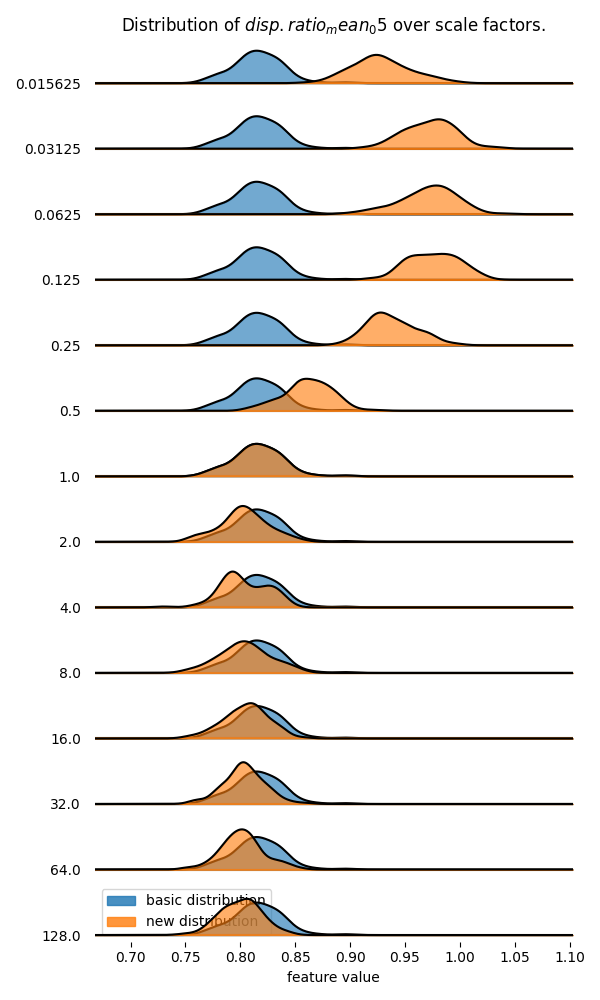 Distribution of disp.ratio_mean_05 over scale factors.
0.015625
0.03125
0.0625
0.125
0.25
0.5
1.0
2.0
4.0
8.0
16.0
32.0
64.0
basic distribution
new distribution
128.0
0.70 0.75 0.80 0.85 0.90 0.95 1.00 1.05 1.10
feature value